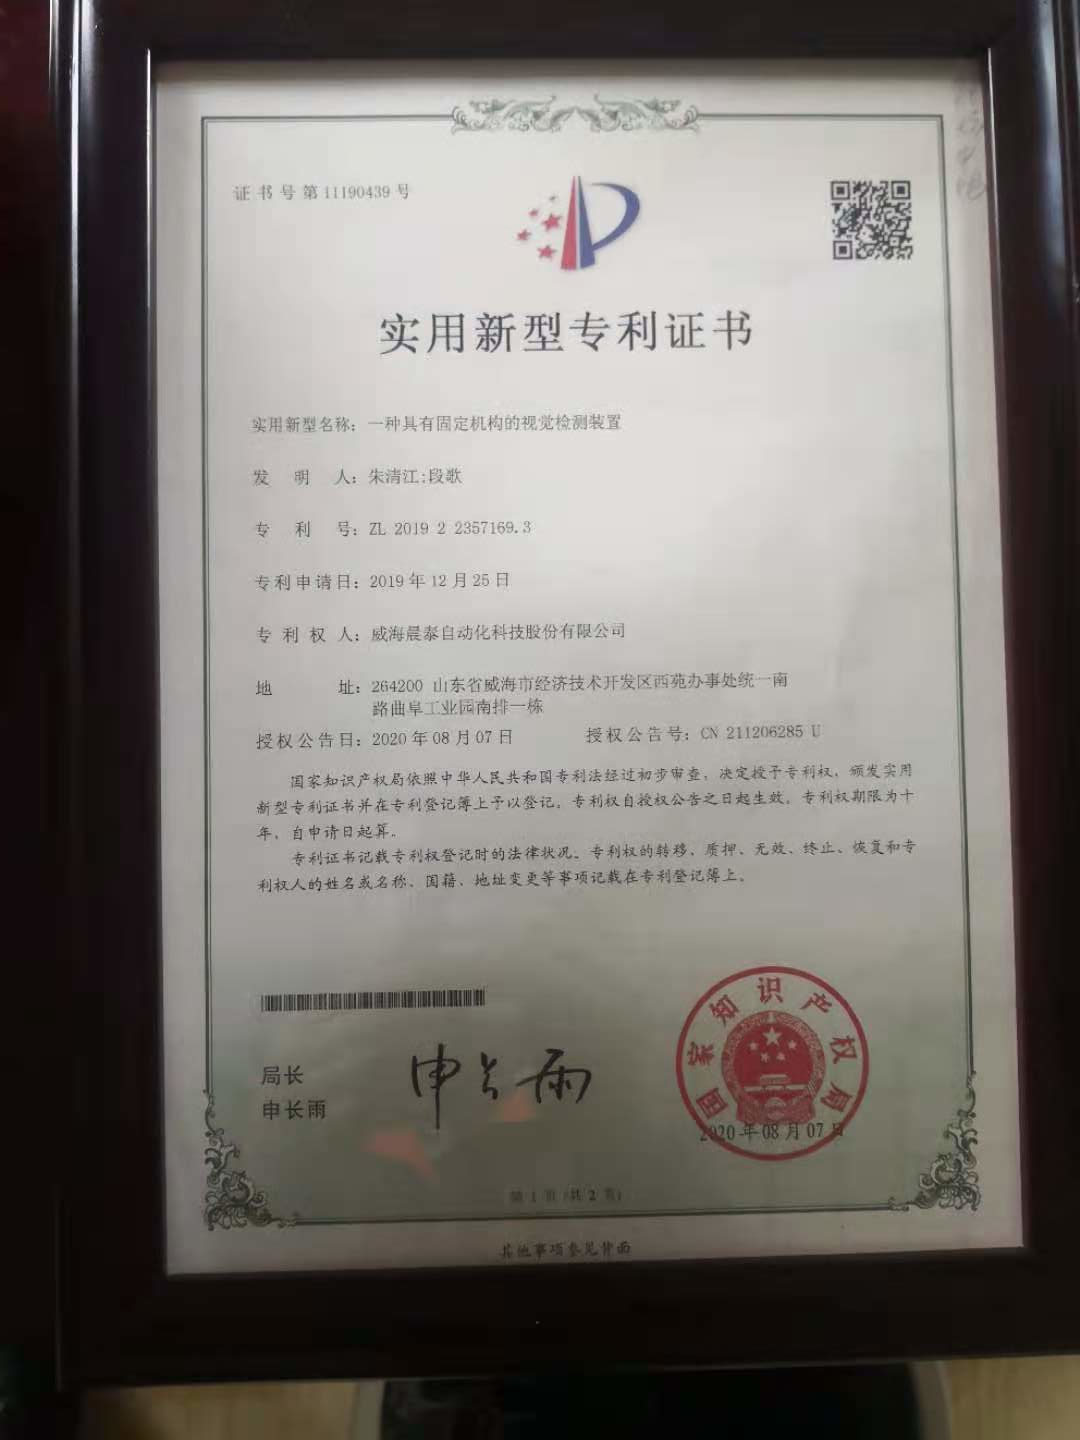 证书号第11190439号
实用新型专利证书
实用新型名称：一种具有固定机构的视觉检测装置
发明人：朱清江;段歌
专利号：ZL 2019 2 2357169.3
专利申请日：2019年12月25日
专利权人：威海晨泰自动化科技股份有限公司
地址：264200 山东省威海市经济技术开发区西苑办事处统一南
路曲阜工业园南排一栋
授权公告日：2020年08月07日 授权公告号：CN 211206285 U
国家知识产权局依照中华人民共和国专利法经过初步审查，决定授予专利权，颁发实用
新型专利证书并在专利登记簿上予以登记。专利权自授权公告之日起生效。专利权期限为十
年，自申请日起算。
专利证书记载专利权登记时的法律状况。专利权的转移、质押、无效、终止、恢复和专
利权人的姓名或名称、国籍、地址变更等事项记载在专利登记簿上。
局长
申长雨
申长雨
国家知识产权局
2020年08月07日
第 1 页 (共 2 页)
其他事项参见背面